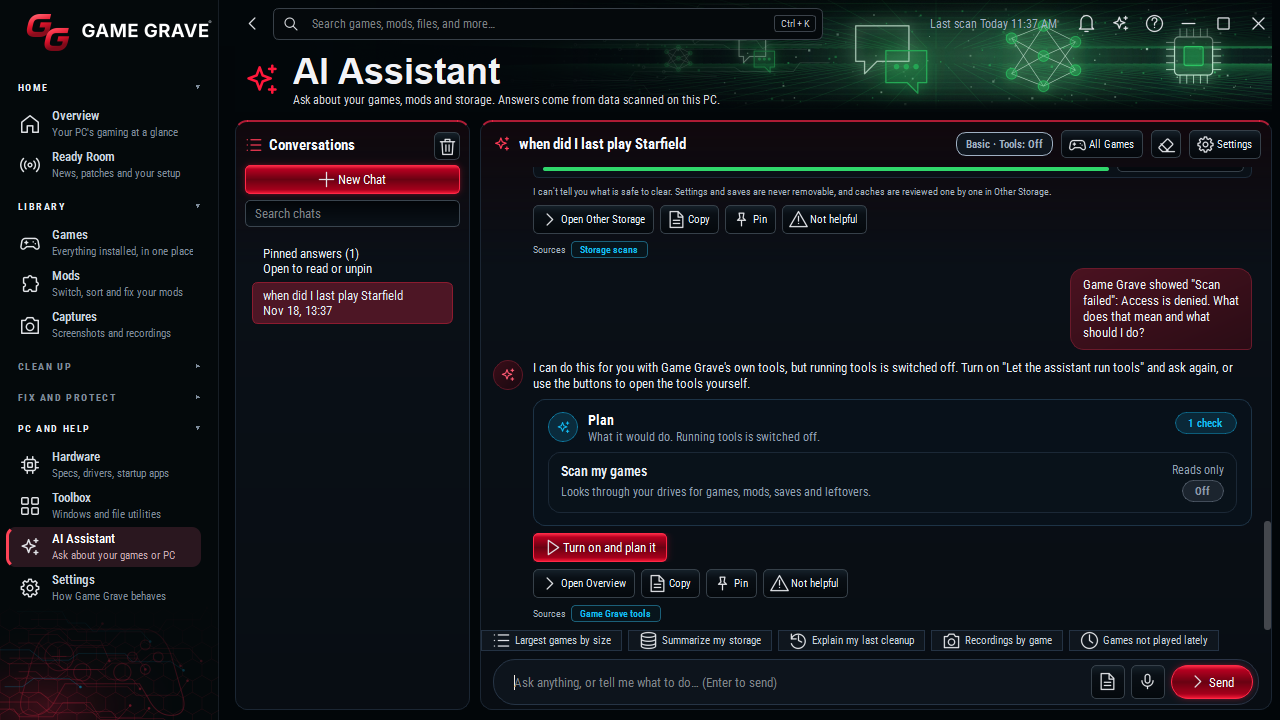 GAME GRAVE
Search games, mods, files, and more...
Ctrl + K
Last scan Today 11:37 AM
AI Assistant
Ask about your games, mods and storage. Answers come from data scanned on this PC.
HOME
Overview
Your PC's gaming at a glance
Ready Room
News, patches and your setup
LIBRARY
Games
Everything installed, in one place
Mods
Switch, sort and fix your mods
Captures
Screenshots and recordings
CLEAN UP
FIX AND PROTECT
PC AND HELP
Hardware
Specs, drivers, startup apps
Toolbox
Windows and file utilities
AI Assistant
Ask about your games or PC
Settings
How Game Grave behaves
Conversations
New Chat
Search chats
Pinned answers (1)
Open to read or unpin
when did I last play Starfield
Nov 18, 13:37
when did I last play Starfield
Basic · Tools: Off
All Games
Settings
I can't tell you what is safe to clear. Settings and saves are never removable, and caches are reviewed one by one in Other Storage.
Open Other Storage
Copy
Pin
Not helpful
Sources
Storage scans
Game Grave showed "Scan
failed": Access is denied. What
does that mean and what
should I do?
I can do this for you with Game Grave's own tools, but running tools is switched off. Turn on "Let the assistant run tools" and ask again, or
use the buttons to open the tools yourself.
Plan
What it would do. Running tools is switched off.
1 check
Scan my games
Looks through your drives for games, mods, saves and leftovers.
Reads only
Off
Turn on and plan it
Open Overview
Copy
Pin
Not helpful
Sources
Game Grave tools
Largest games by size
Summarize my storage
Explain my last cleanup
Recordings by game
Games not played lately
Ask anything, or tell me what to do... (Enter to send)
Send